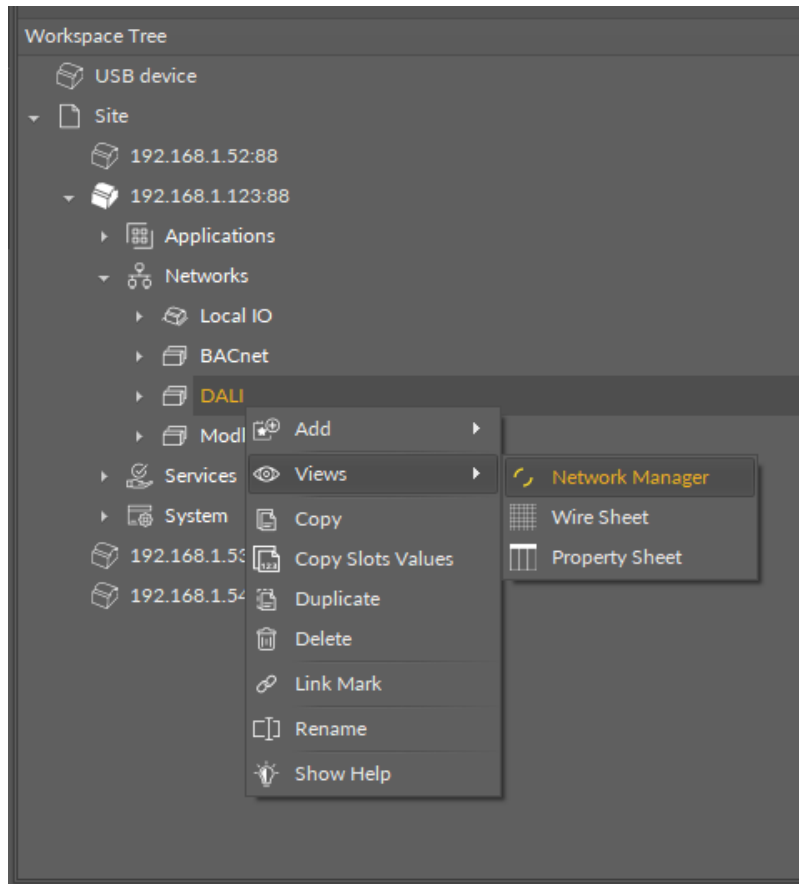 Workspace Tree
USB device
Site
192.168.1.52:88
192.168.1.123:88
Applications
Networks
Local IO
BACnet
DALI
Add
Views
Network Manager
Services
Copy
Wire Sheet
System
Copy Slots Values
Property Sheet
Duplicate
Delete
Link Mark
Rename
Show Help